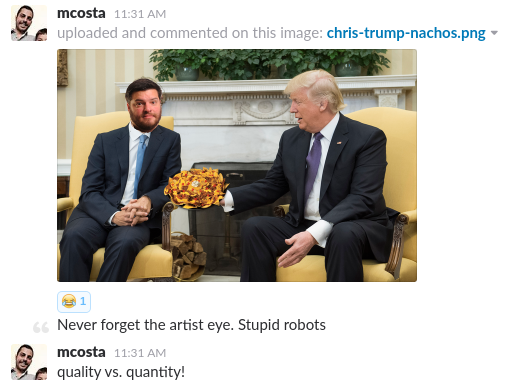 mcosta 11:31 AM
uploaded and commented on this image: chris-trump-nachos.png
1
Never forget the artist eye. Stupid robots
mcosta 11:31 AM
quality vs. quantity!